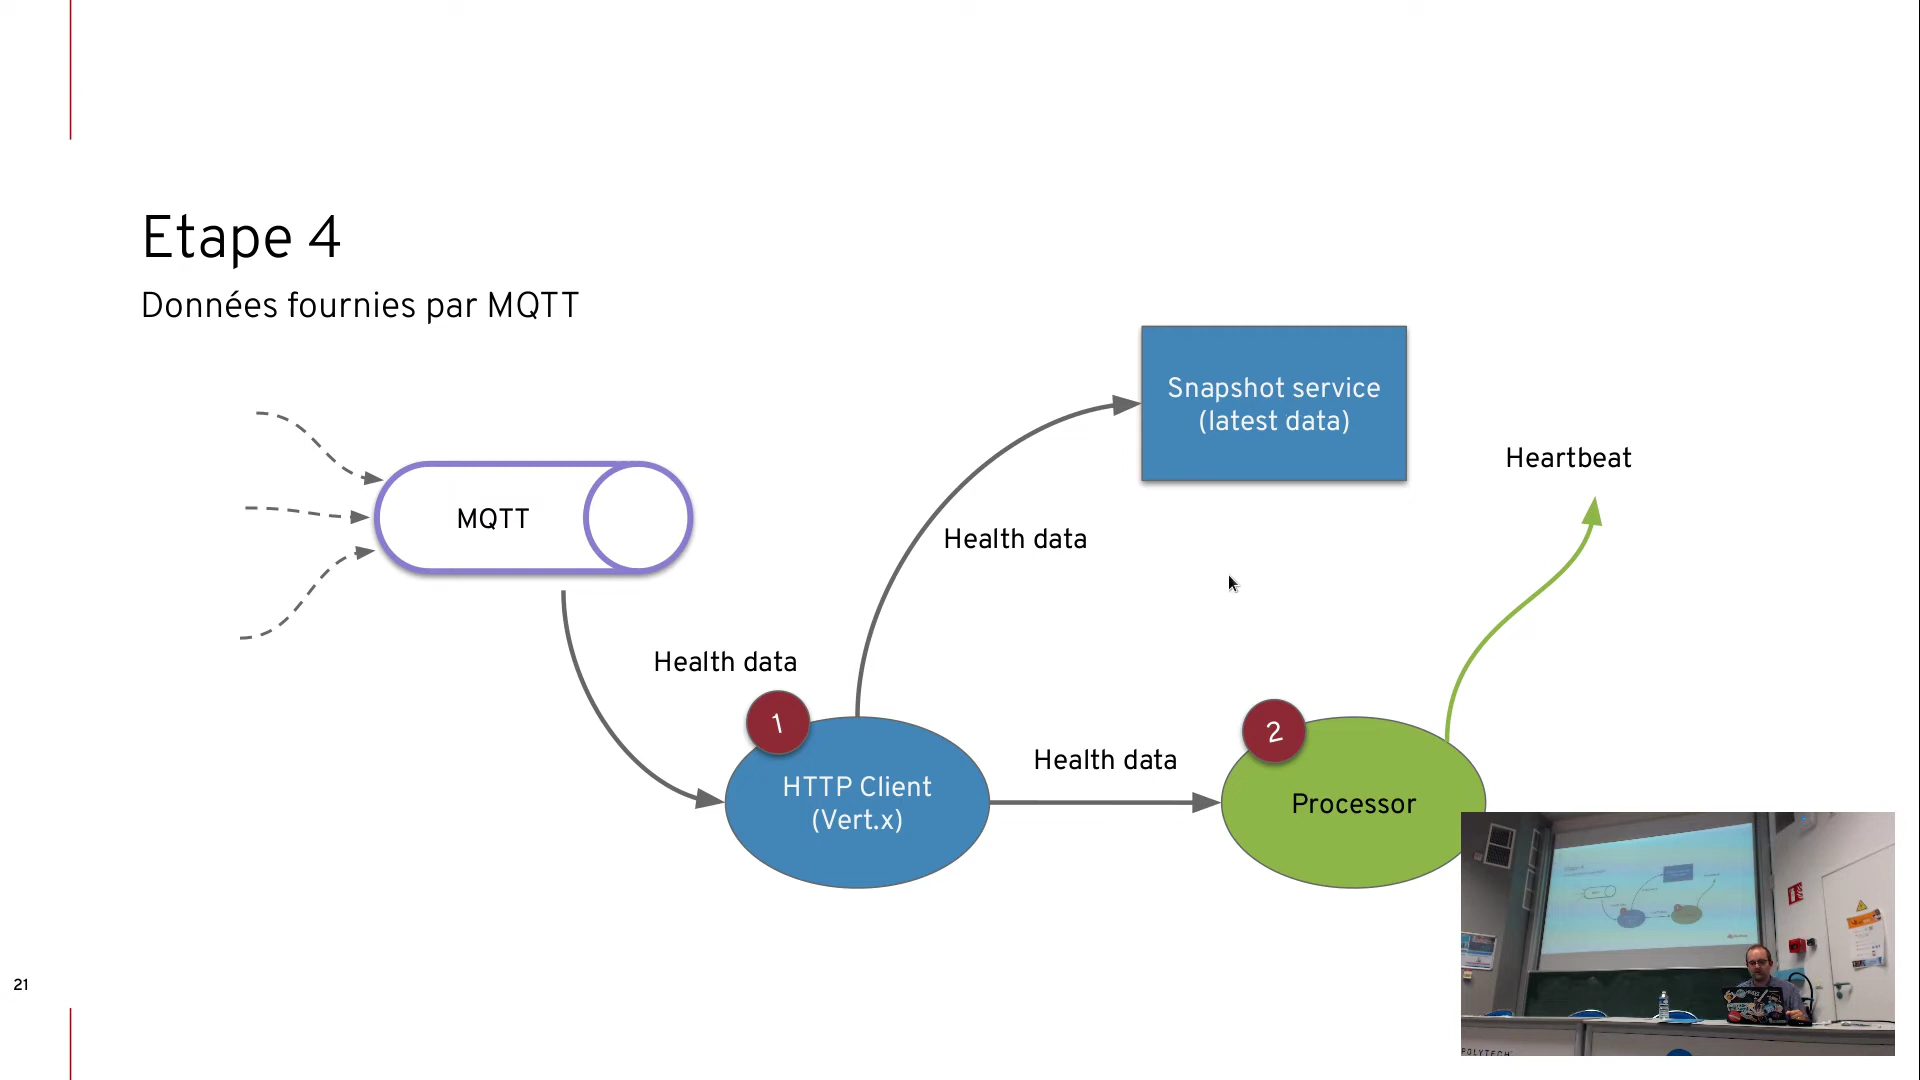 Etape 4
Données fournies par MQTT
Snapshot service
(latest data)
Heartbeat
MQTT
Health data
Health data
1
2
Health data
HTTP Client
(Vert.x)
Processor
21
POLYTECH